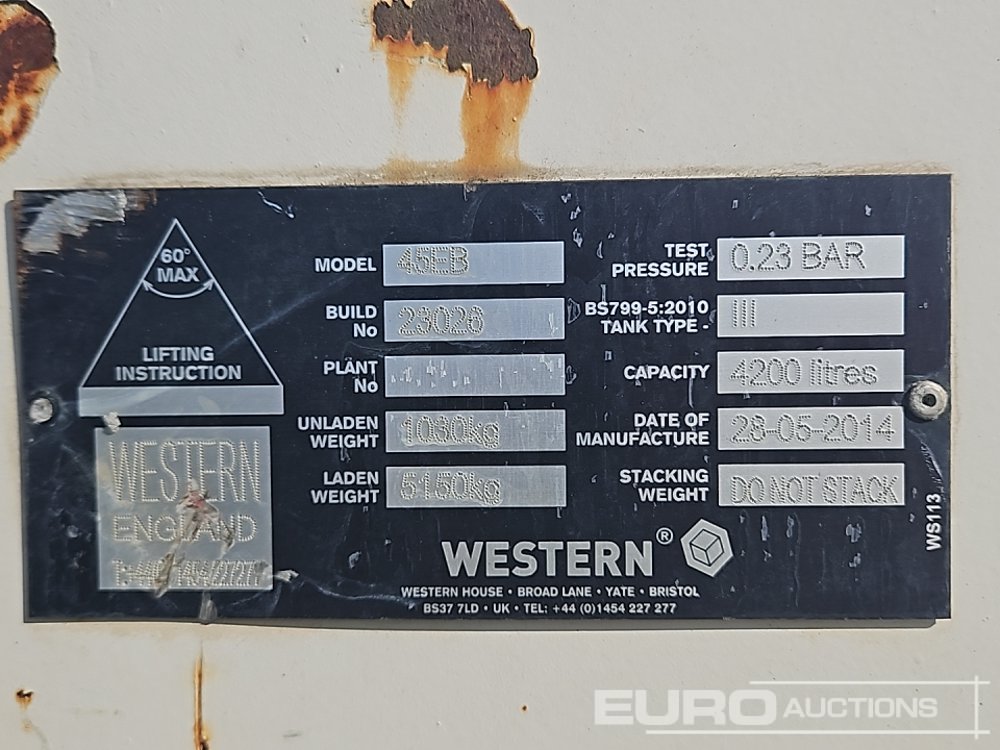 60°
MAX
LIFTING
INSTRUCTION
WESTERN
ENGLAND
MODEL 45EB
BUILD
No 23026
PLANT
No
UNLADEN
WEIGHT 1030kg
LADEN
WEIGHT 5150kg
TEST
PRESSURE 0.23 BAR
BS799-5:2010
TANK TYPE - III
CAPACITY 4200 litres
DATE OF
MANUFACTURE 28-05-2014
STACKING
WEIGHT DO NOT STACK
WS113
WESTERN®
WESTERN HOUSE • BROAD LANE • YATE • BRISTOL
BS37 7LD • UK • TEL: +44 (0)1454 227 277
EURO AUCTIONS